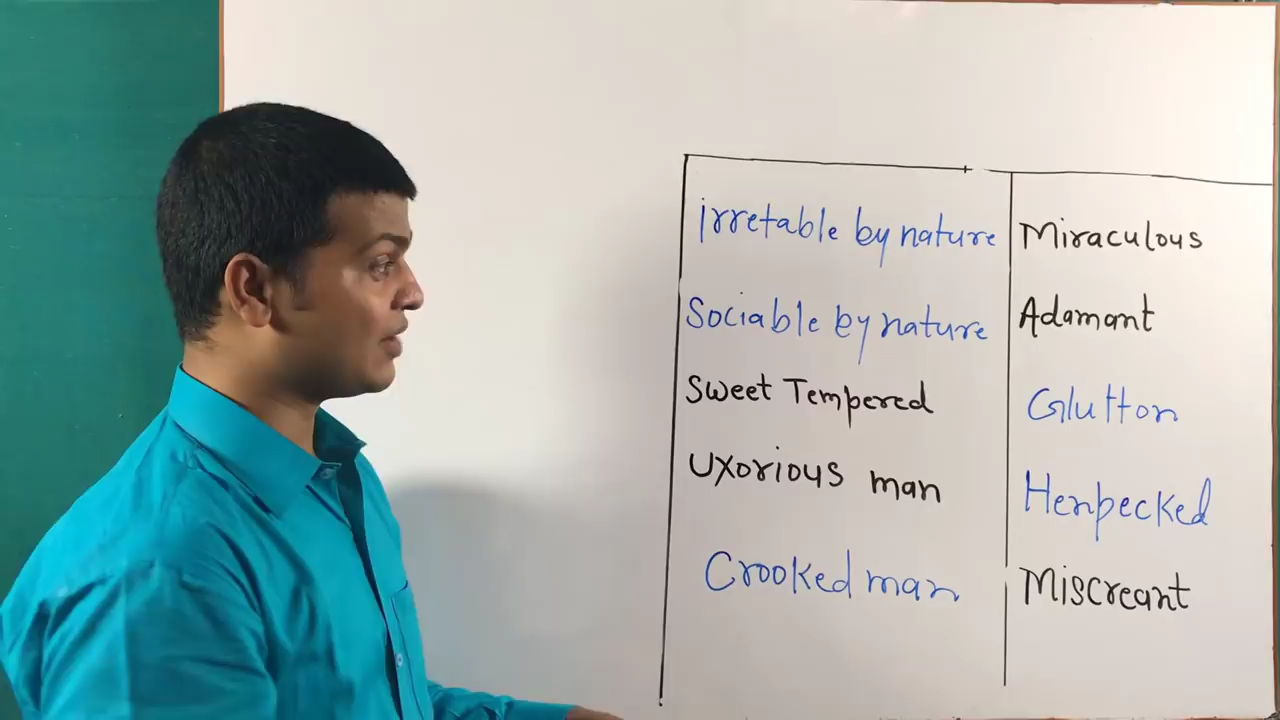 irretable by nature
Miraculous
Sociable by nature
Adamant
Sweet Tempered
Glutton
Uxorious man
Henpecked
Crooked man
Miscreant